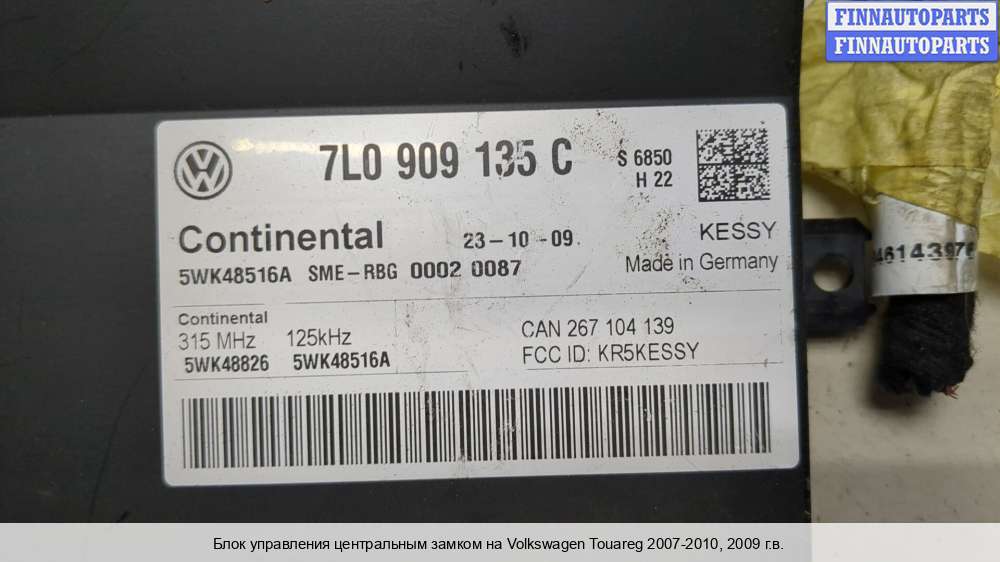 FINNAUTOPARTS
FINNAUTOPARTS
7L0 909 135 C
S 6850
H 22
Continental
23-10-09.
KESSY
5WK48516A SME-RBG 00020087
Made in Germany
Continental
315 MHz 125kHz
CAN 267 104 139
5WK48826 5WK48516A
FCC ID: KR5KESSY
Блок управления центральным замком на Volkswagen Touareg 2007-2010, 2009 г.в.